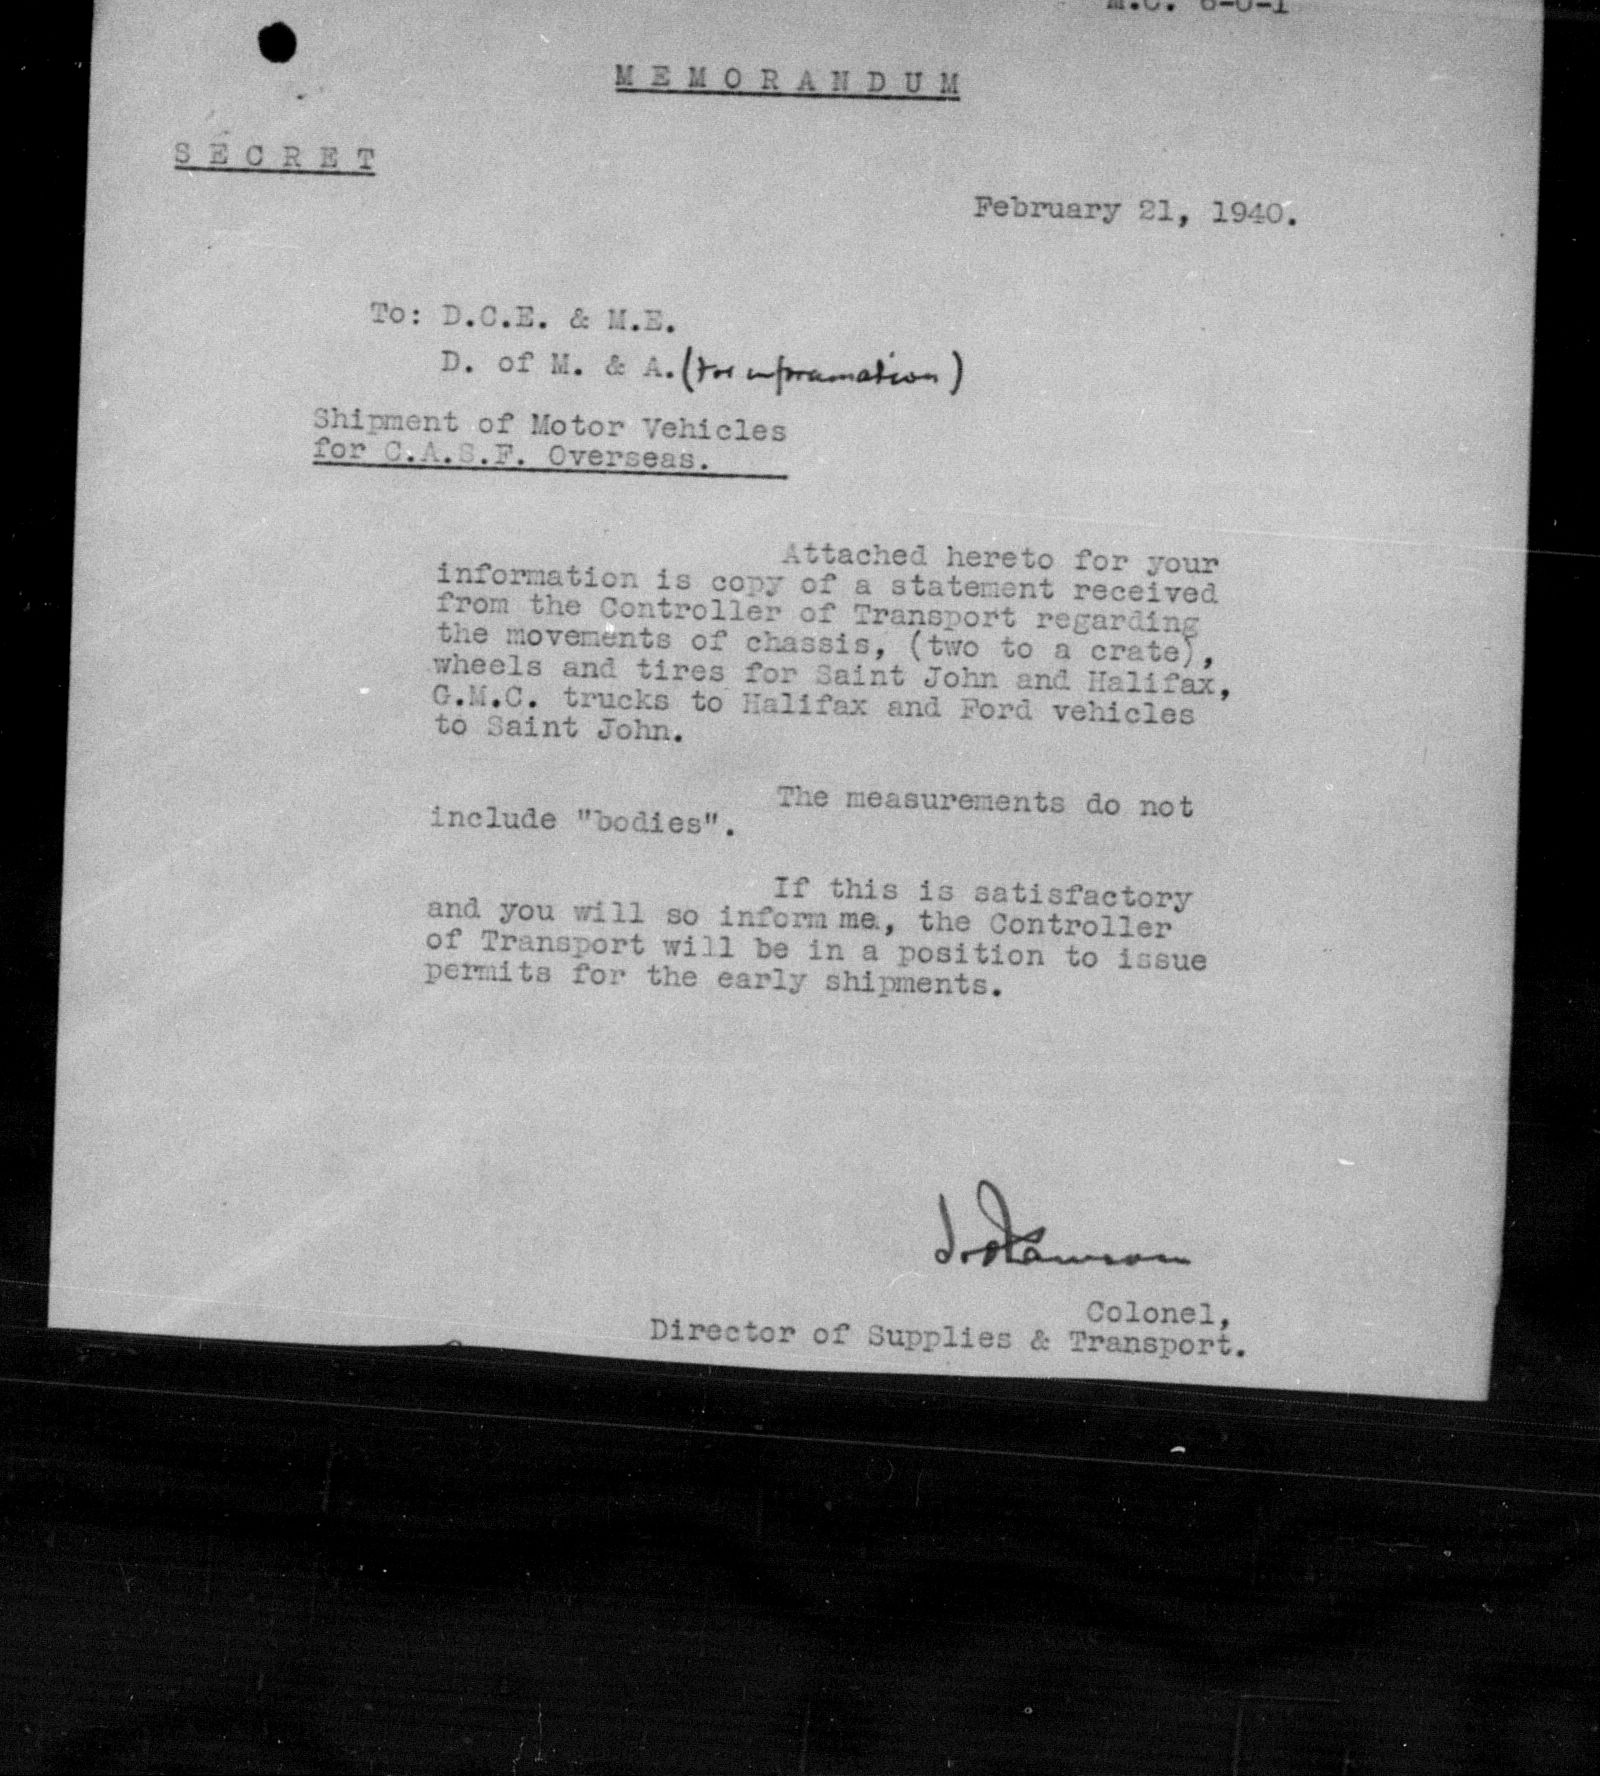 M E M O R A N D U M
S E C R E T
February 21, 1940.
To: D.C.E. & M.E.
D. of M. & A. (for information)
Shipment of Motor Vehicles
for C.A.S.F. Overseas.
Attached hereto for your
information is copy of a statement received
from the Controller of Transport regarding
the movements of chassis, (two to a crate),
wheels and tires for Saint John and Halifax,
G.M.C. trucks to Halifax and Ford vehicles
to Saint John.
The measurements do not
include "bodies".
If this is satisfactory
and you will so inform me, the Controller
of Transport will be in a position to issue
permits for the early shipments.
Colonel,
Director of Supplies & Transport.